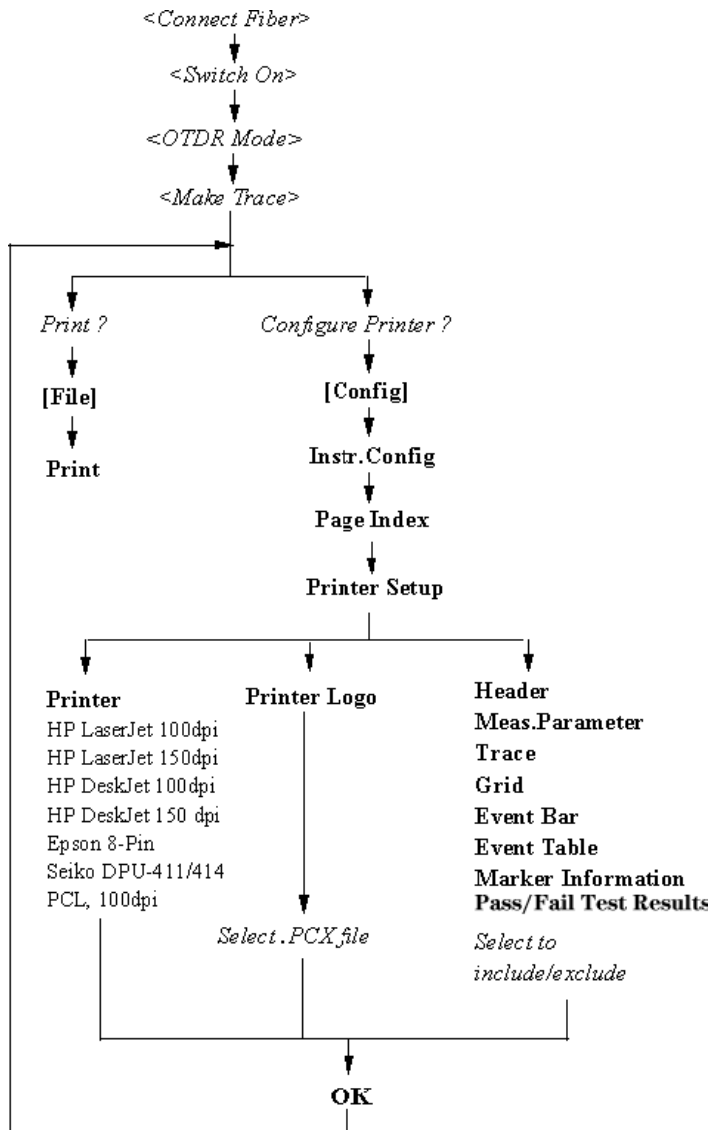 <Connect Fiber>
<Switch On>
<OTDR Mode>
<Make Trace>
Print ?
[File]
Print
Configure Printer ?
[Config]
Instr.Config
Page Index
Printer Setup
Printer
HP LaserJet 100dpi
HP LaserJet 150dpi
HP DeskJet 100dpi
HP DeskJet 150 dpi
Epson 8-Pin
Seiko DPU-411/414
PCL, 100dpi
Printer Logo
Select .PCX file
Header
Meas.Parameter
Trace
Grid
Event Bar
Event Table
Marker Information
Pass/Fail Test Results
Select to
include/exclude
OK